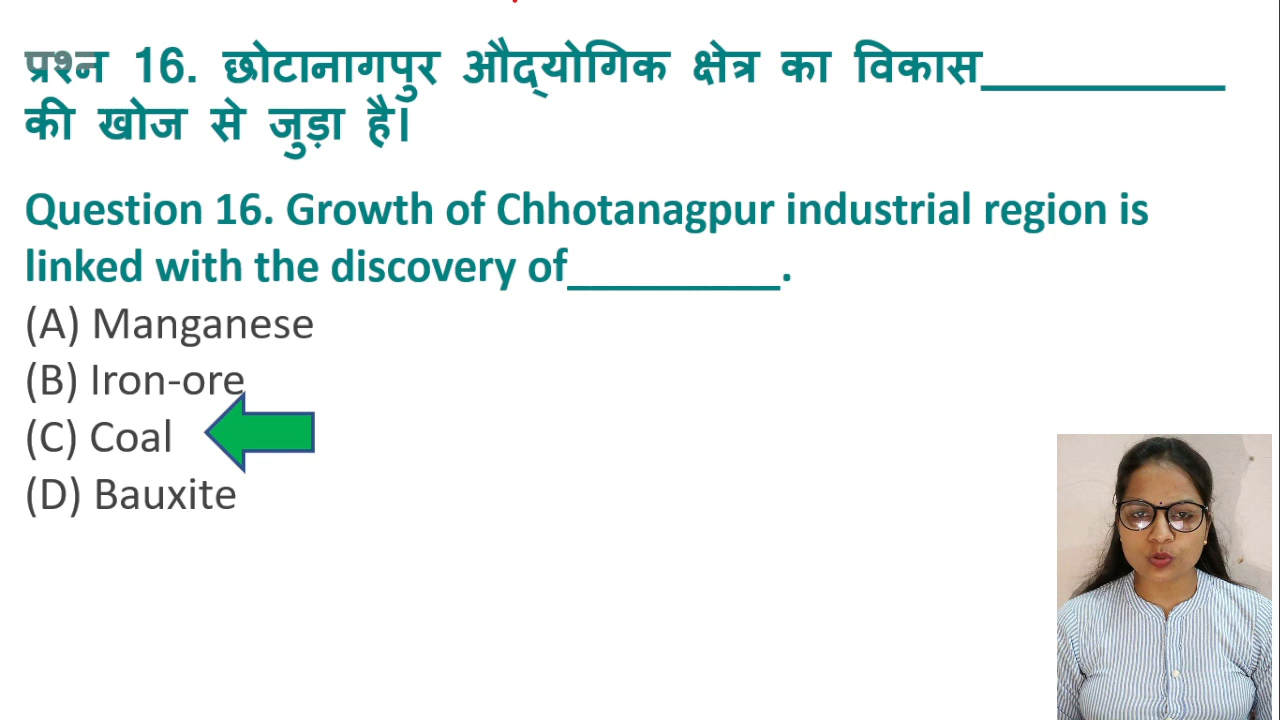 प्रश्न 16. छोटानागपुर औद्योगिक क्षेत्र का विकास__________
की खोज से जुड़ा है।
Question 16. Growth of Chhotanagpur industrial region is
linked with the discovery of_________.
(A) Manganese
(B) Iron-ore
(C) Coal
(D) Bauxite